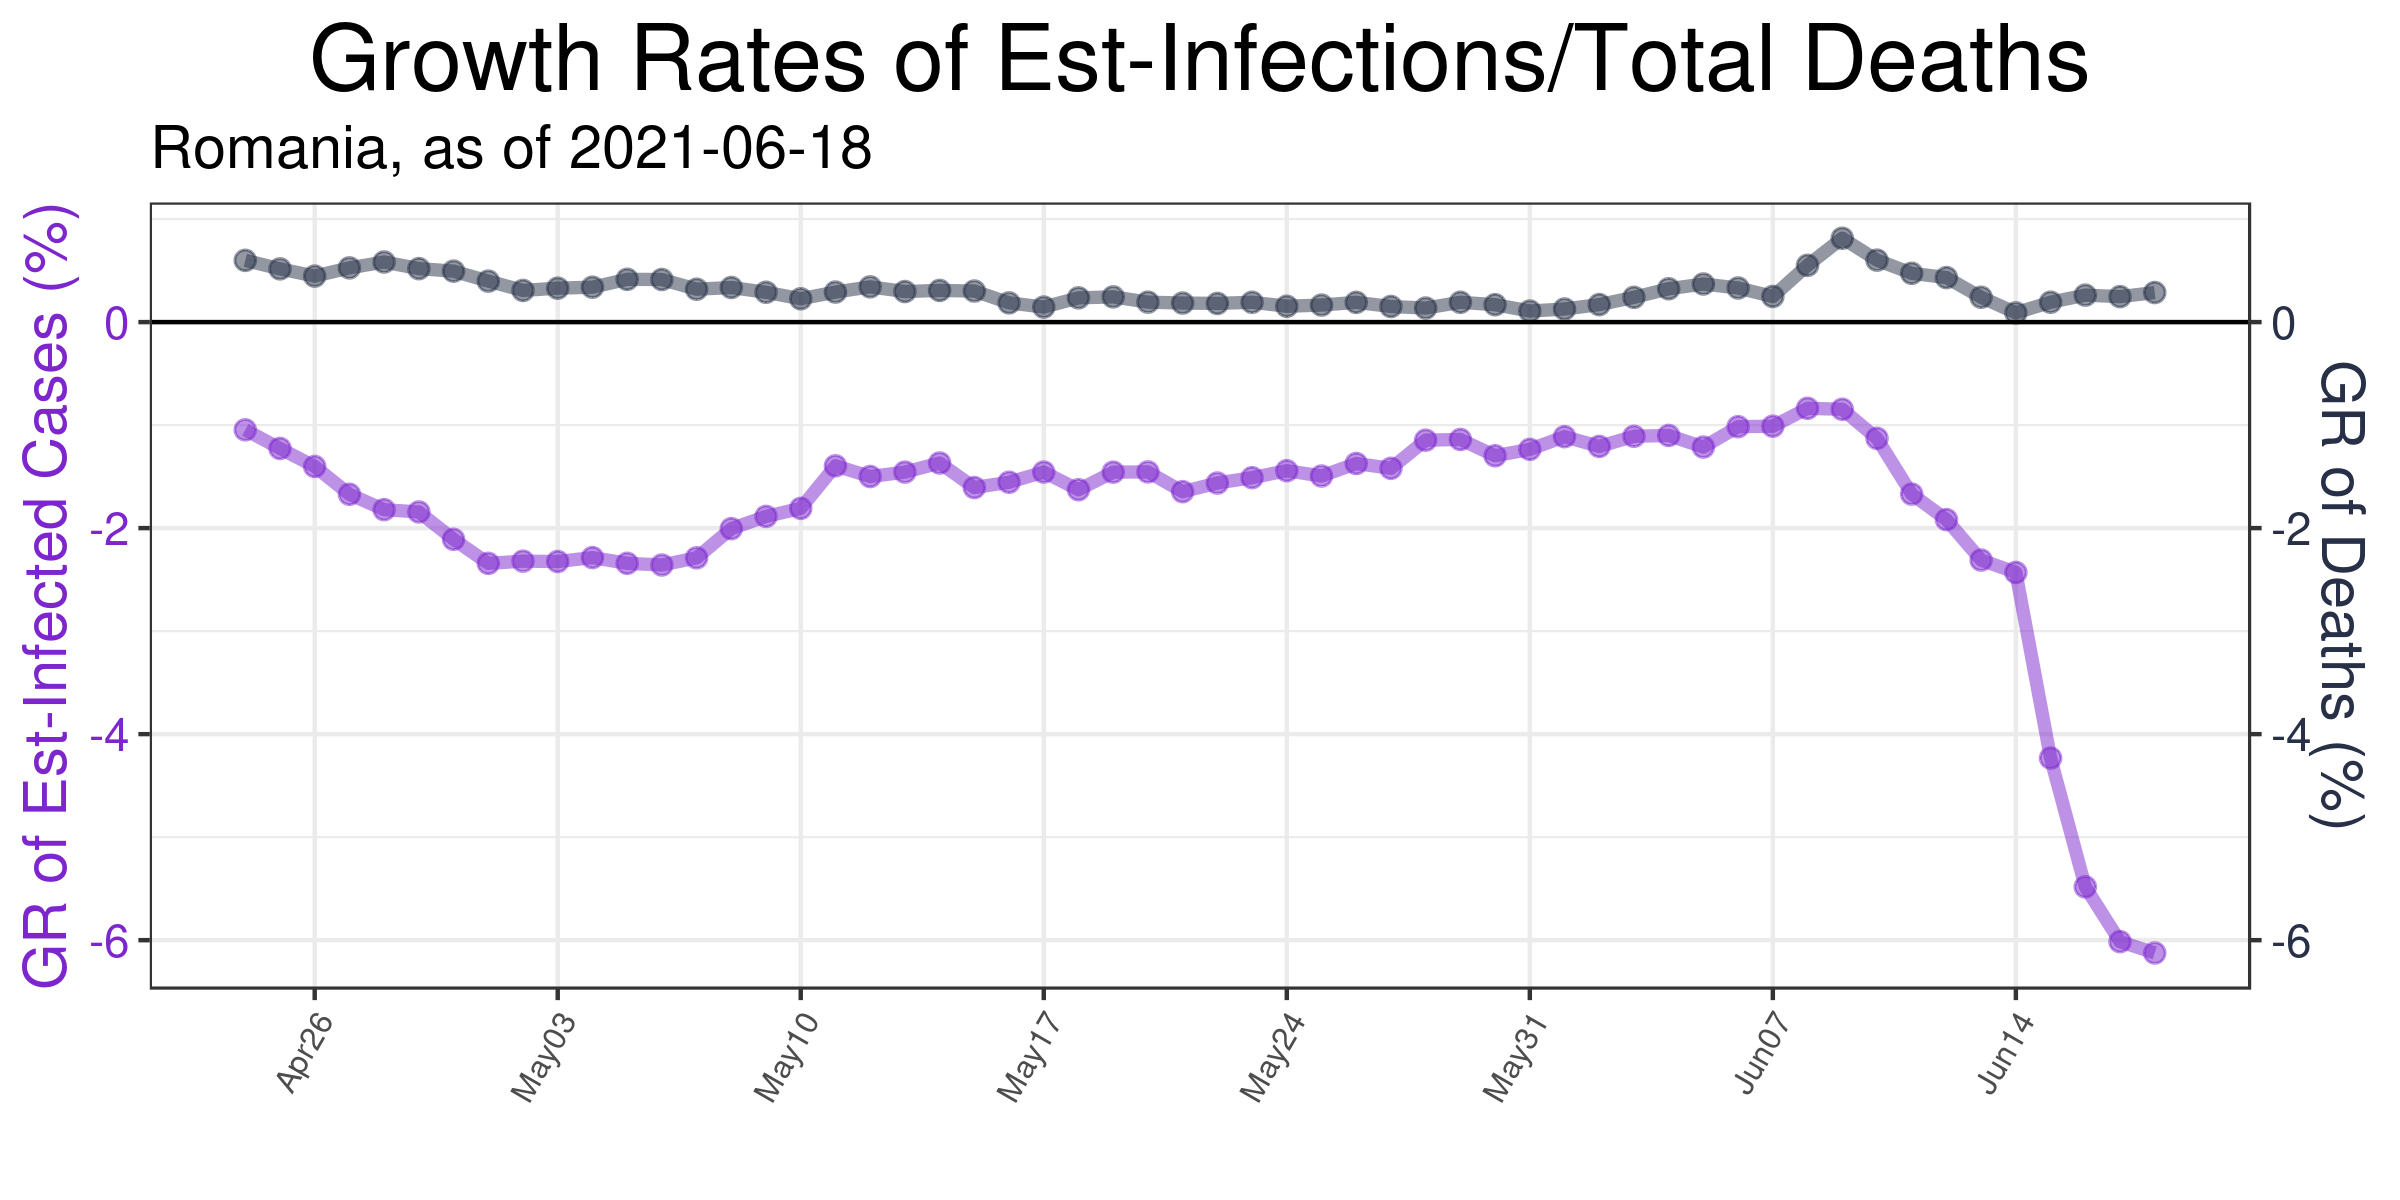 Growth Rates of Est-Infections/Total Deaths
Romania, as of 2021-06-18
GR of Est-Infected Cases (%)
0
-2
-4
-6
0
-2
-4
-6
GR of Deaths (%)
Apr26
May03
May10
May17
May24
May31
Jun07
Jun14